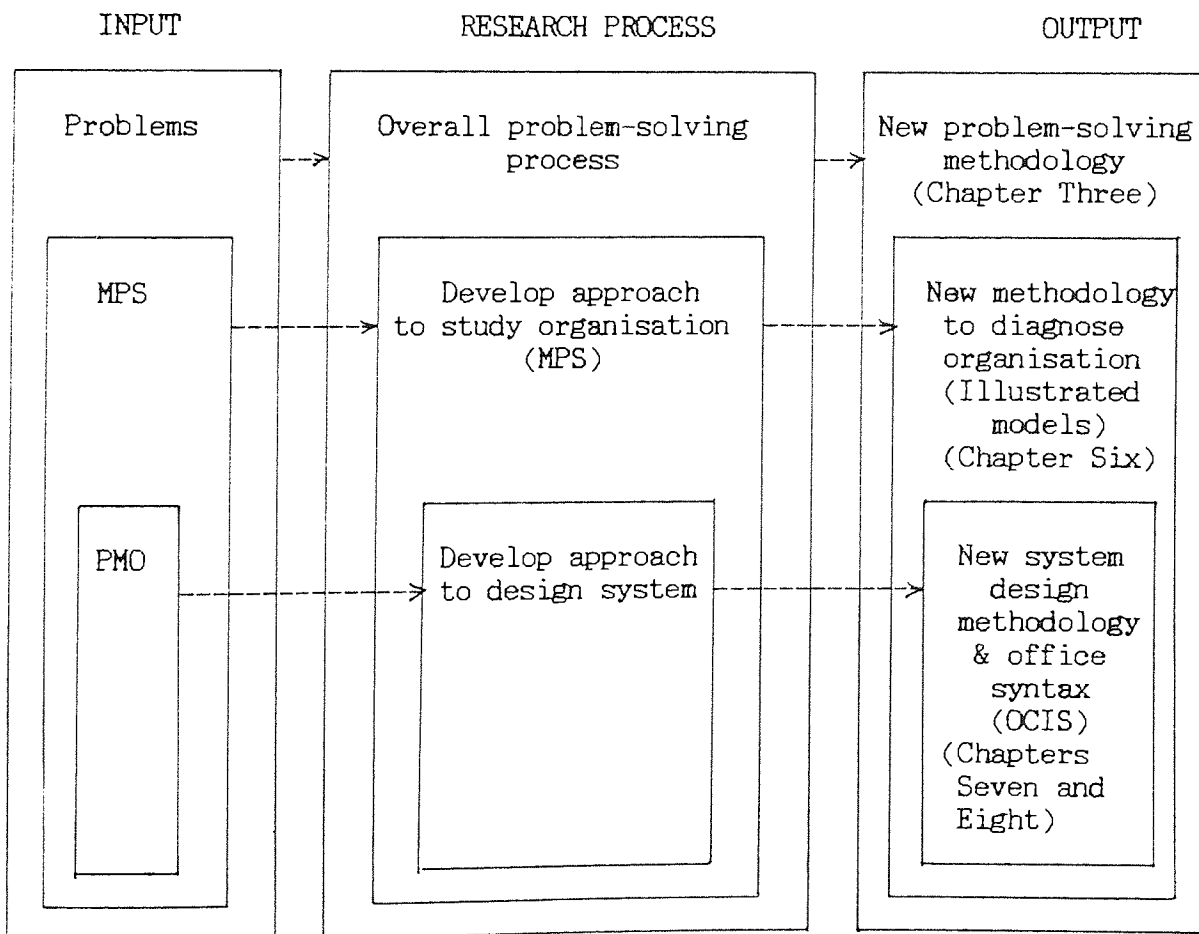 INPUT
RESEARCH PROCESS
OUTPUT
Problems
Overall problem-solving
process
New problem-solving
methodology
(Chapter Three)
MPS
Develop approach
to study organisation
(MPS)
New methodology
to diagnose
organisation
(Illustrated
models)
(Chapter Six)
PMO
Develop approach
to design system
New system
design
methodology
& office
syntax
(OCIS)
(Chapters
Seven and
Eight)